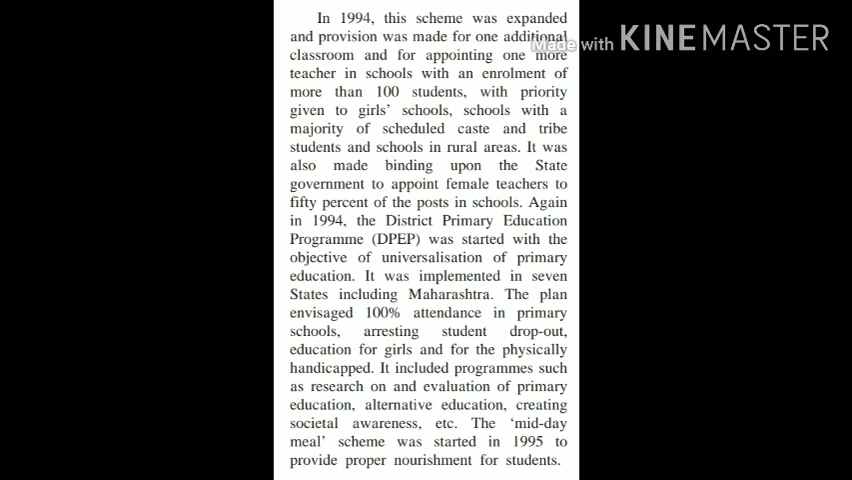 In 1994, this scheme was expanded
and provision was made for one additional
classroom and for appointing one more
teacher in schools with an enrolment of
more than 100 students, with priority
given to girls' schools, schools with a
majority of scheduled caste and tribe
students and schools in rural areas. It was
also made binding upon the State
government to appoint female teachers to
fifty percent of the posts in schools. Again
in 1994, the District Primary Education
Programme (DPEP) was started with the
objective of universalisation of primary
education. It was implemented in seven
States including Maharashtra. The plan
envisaged 100% attendance in primary
schools, arresting student drop-out,
education for girls and for the physically
handicapped. It included programmes such
as research on and evaluation of primary
education, alternative education, creating
societal awareness, etc. The ‘mid-day
meal’ scheme was started in 1995 to
provide proper nourishment for students.
Made with KINEMASTER